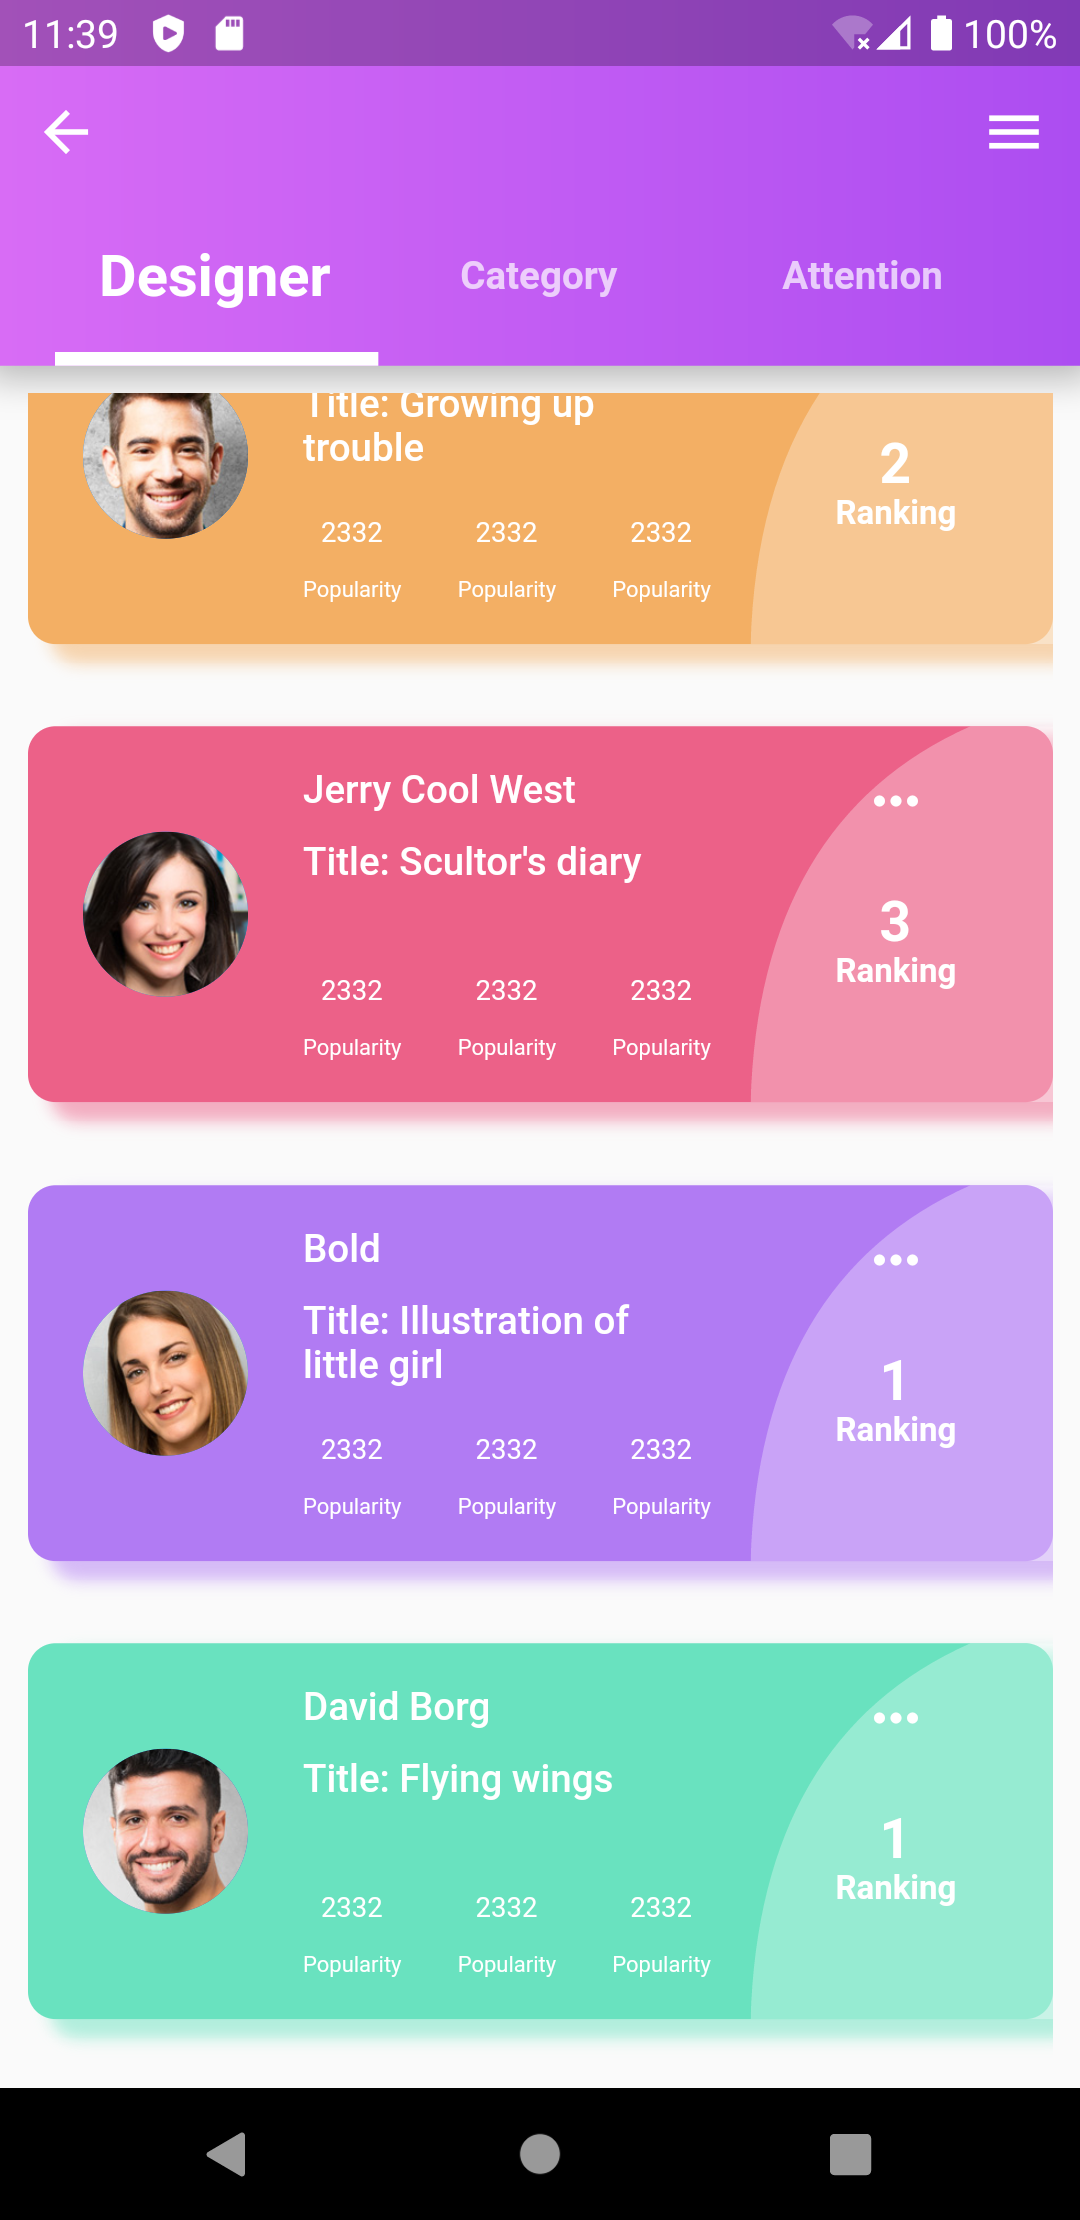 11:39
100%
Designer
Category
Attention
Title: Growing up
trouble
2
Ranking
2332
2332
2332
Popularity
Popularity
Popularity
Jerry Cool West
Title: Scultor's diary
3
Ranking
2332
2332
2332
Popularity
Popularity
Popularity
Bold
Title: Illustration of
little girl
1
Ranking
2332
2332
2332
Popularity
Popularity
Popularity
David Borg
Title: Flying wings
1
Ranking
2332
2332
2332
Popularity
Popularity
Popularity